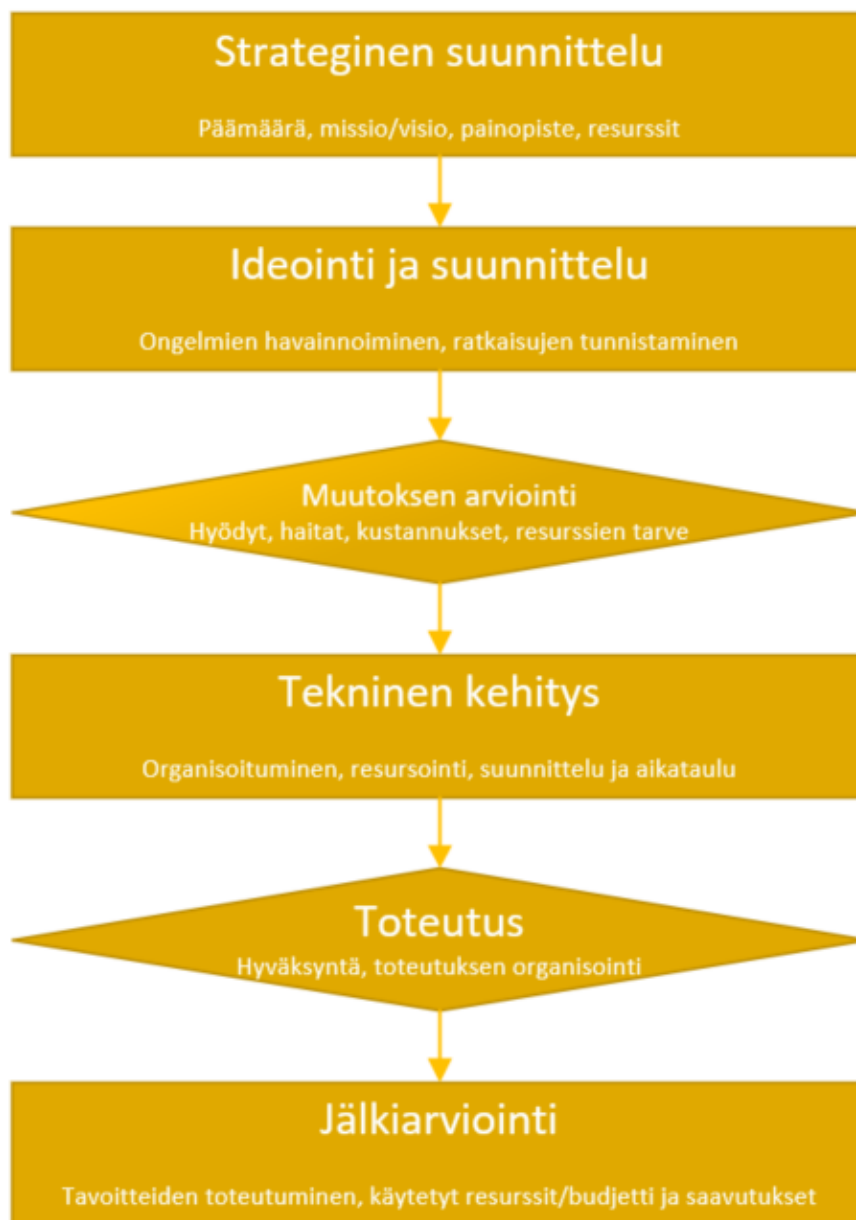 Strateginen suunnittelu
Päämäärä, missio/visio, painopiste, resurssit
Ideointi ja suunnittelu
Ongelmien havainnoiminen, ratkaisujen tunnistaminen
Muutoksen arviointi
Hyödyt, haitat, kustannukset, resurssien tarve
Tekninen kehitys
Organisoituminen, resursointi, suunnittelu ja aikataulu
Toteutus
Hyväksyntä, toteutuksen organisointi
Jälkiarviointi
Tavoitteiden toteutuminen, käytetyt resurssit/budjetti ja saavutukset